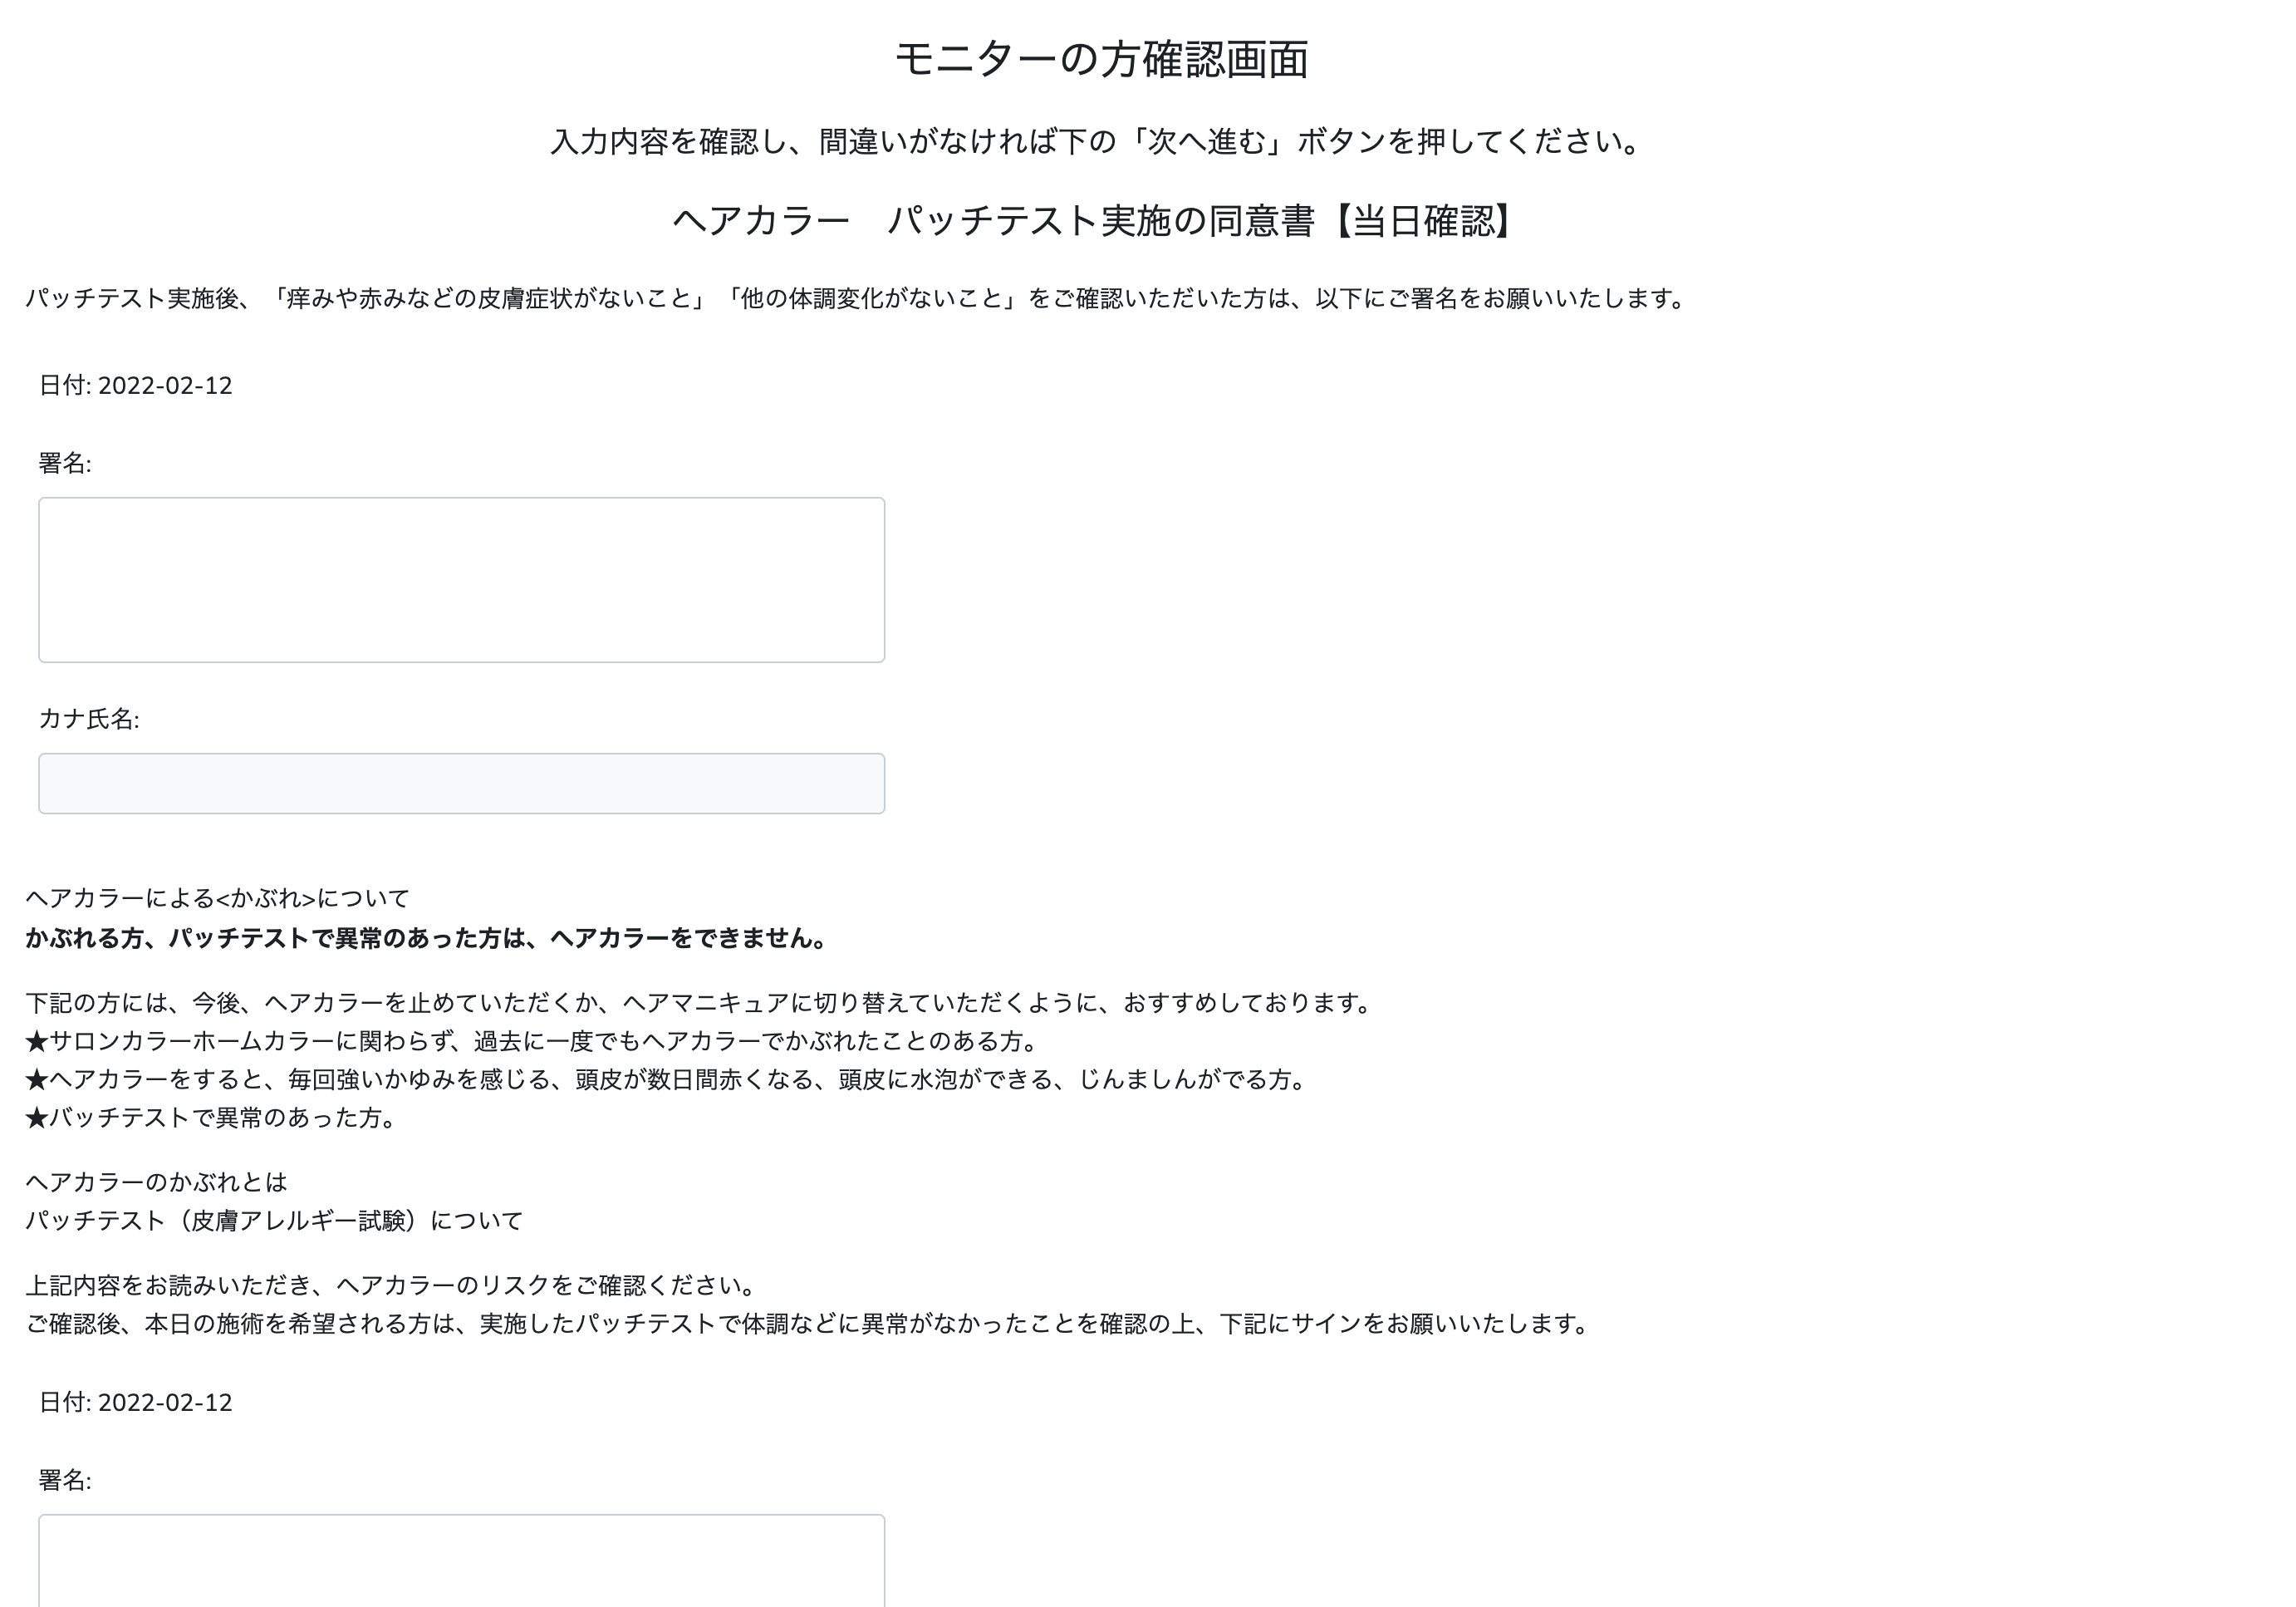 モニターの方確認画面
入力内容を確認し、間違いがなければ下の「次へ進む」ボタンを押してください。
ヘアカラー　パッチテスト実施の同意書【当日確認】
パッチテスト実施後、「痒みや赤みなどの皮膚症状がないこと」「他の体調変化がないこと」をご確認いただいた方は、以下にご署名をお願いいたします。
日付: 2022-02-12
署名:
カナ氏名:
ヘアカラーによる<かぶれ>について
かぶれる方、パッチテストで異常のあった方は、ヘアカラーをできません。
下記の方には、今後、ヘアカラーを止めていただくか、ヘアマニキュアに切り替えていただくように、おすすめしております。
★サロンカラーホームカラーに関わらず、過去に一度でもヘアカラーでかぶれたことのある方。
★ヘアカラーをすると、毎回強いかゆみを感じる、頭皮が数日間赤くなる、頭皮に水泡ができる、じんましんがでる方。
★バッチテストで異常のあった方。
ヘアカラーのかぶれとは
パッチテスト（皮膚アレルギー試験）について
上記内容をお読みいただき、ヘアカラーのリスクをご確認ください。
ご確認後、本日の施術を希望される方は、実施したパッチテストで体調などに異常がなかったことを確認の上、下記にサインをお願いいたします。
日付: 2022-02-12
署名: